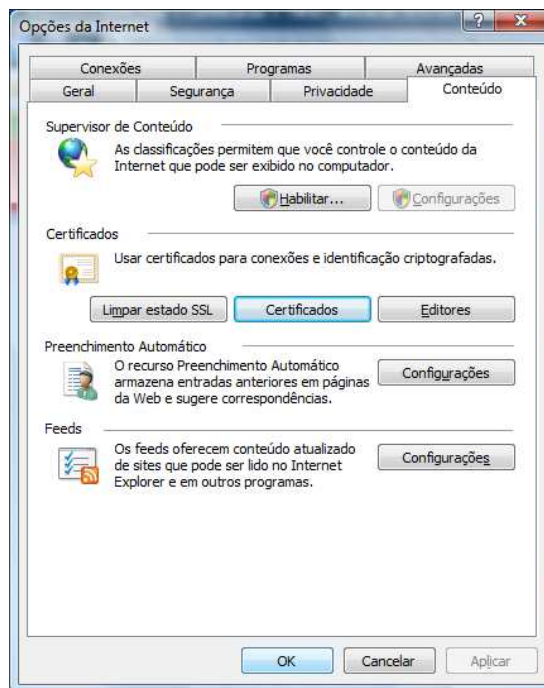 Opções da Internet
Conexões Programas Avançadas
Geral Segurança Privacidade Conteúdo
Supervisor de Conteúdo
As classificações permitem que você controle o conteúdo da
Internet que pode ser exibido no computador.
Habilitar... Configurações
Certificados
Usar certificados para conexões e identificação criptografadas.
Limpar estado SSL Certificados Editores
Preenchimento Automático
O recurso Preenchimento Automático
armazena entradas anteriores em páginas
da Web e sugere correspondências.
Configurações
Feeds
Os feeds oferecem conteúdo atualizado
de sites que pode ser lido no Internet
Explorer e em outros programas.
Configurações
OK Cancelar Aplicar